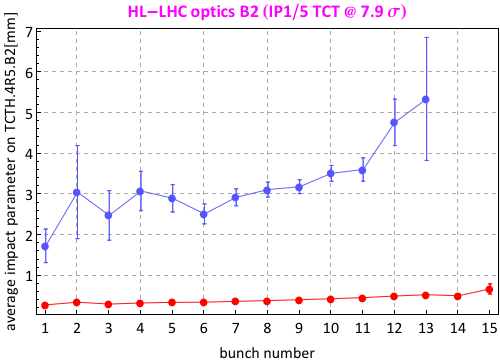 HL−LHC optics B2 (IP1/5 TCT @ 7.9 σ)
average impact parameter on TCTH.4R5.B2[mm]
7
6
5
4
3
2
1
1 2 3 4 5 6 7 8 9 10 11 12 13 14 15
bunch number